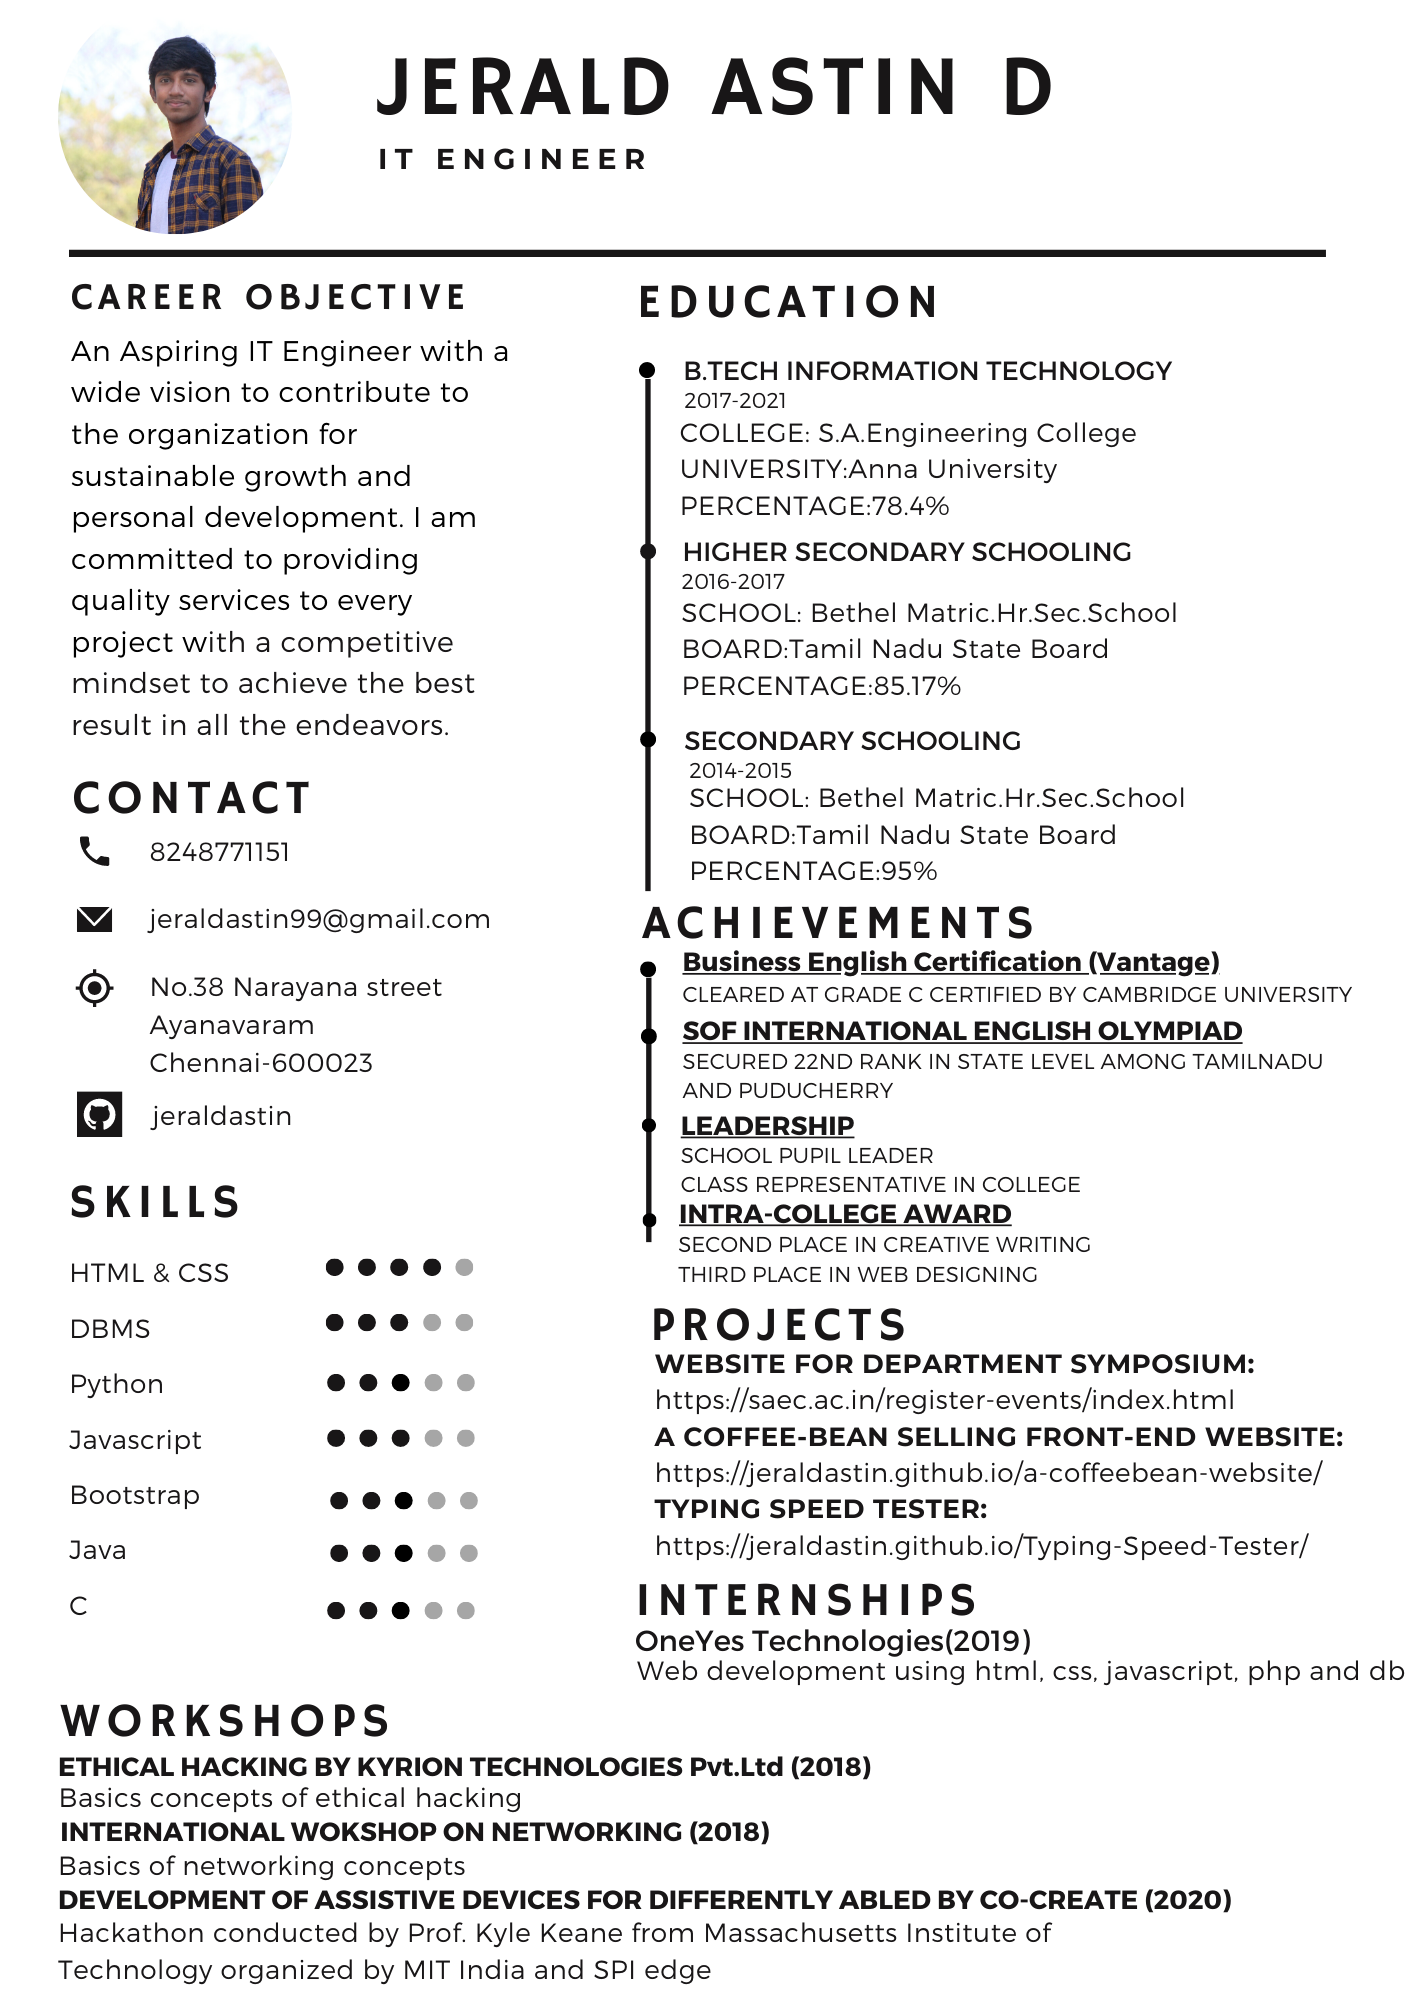 JERALD ASTIN D
IT ENGINEER
CAREER OBJECTIVE
An Aspiring IT Engineer with a
wide vision to contribute to
the organization for
sustainable growth and
personal development. I am
committed to providing
quality services to every
project with a competitive
mindset to achieve the best
result in all the endeavors.
CONTACT
8248771151
jeraldastin99@gmail.com
No.38 Narayana street
Ayanavaram
Chennai-600023
jeraldastin
SKILLS
HTML & CSS
DBMS
Python
Javascript
Bootstrap
Java
C
EDUCATION
B.TECH INFORMATION TECHNOLOGY
2017-2021
COLLEGE: S.A.Engineering College
UNIVERSITY:Anna University
PERCENTAGE:78.4%
HIGHER SECONDARY SCHOOLING
2016-2017
SCHOOL: Bethel Matric.Hr.Sec.School
BOARD:Tamil Nadu State Board
PERCENTAGE:85.17%
SECONDARY SCHOOLING
2014-2015
SCHOOL: Bethel Matric.Hr.Sec.School
BOARD:Tamil Nadu State Board
PERCENTAGE:95%
ACHIEVEMENTS
Business English Certification (Vantage)
CLEARED AT GRADE C CERTIFIED BY CAMBRIDGE UNIVERSITY
SOF INTERNATIONAL ENGLISH OLYMPIAD
SECURED 22ND RANK IN STATE LEVEL AMONG TAMILNADU
AND PUDUCHERRY
LEADERSHIP
SCHOOL PUPIL LEADER
CLASS REPRESENTATIVE IN COLLEGE
INTRA-COLLEGE AWARD
SECOND PLACE IN CREATIVE WRITING
THIRD PLACE IN WEB DESIGNING
PROJECTS
WEBSITE FOR DEPARTMENT SYMPOSIUM:
https://saec.ac.in/register-events/index.html
A COFFEE-BEAN SELLING FRONT-END WEBSITE:
https://jeraldastin.github.io/a-coffeebean-website/
TYPING SPEED TESTER:
https://jeraldastin.github.io/Typing-Speed-Tester/
INTERNSHIPS
OneYes Technologies(2019)
Web development using html, css, javascript, php and db
WORKSHOPS
ETHICAL HACKING BY KYRION TECHNOLOGIES Pvt.Ltd (2018)
Basics concepts of ethical hacking
INTERNATIONAL WOKSHOP ON NETWORKING (2018)
Basics of networking concepts
DEVELOPMENT OF ASSISTIVE DEVICES FOR DIFFERENTLY ABLED BY CO-CREATE (2020)
Hackathon conducted by Prof. Kyle Keane from Massachusetts Institute of
Technology organized by MIT India and SPI edge